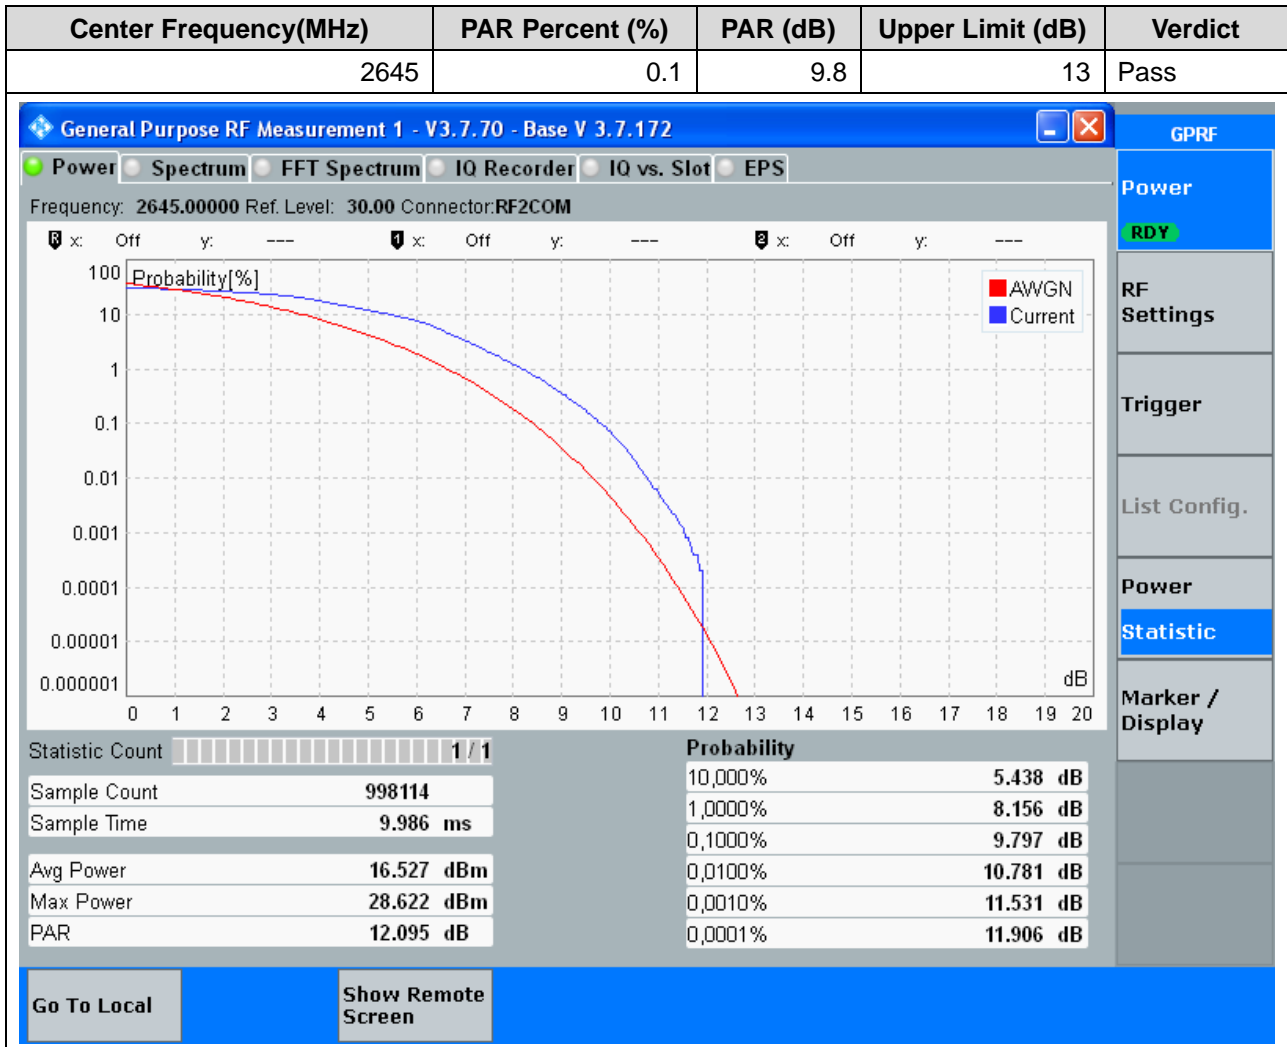 Center Frequency(MHz) PAR Percent (%) PAR (dB) Upper Limit (dB) Verdict
2645 0.1 9.8 13 Pass
General Purpose RF Measurement 1 - V3.7.70 - Base V 3.7.172
GPRF
Power Spectrum FFT Spectrum IQ Recorder IQ vs. Slot EPS
Frequency: 2645.00000 Ref. Level: 30.00 Connector:RF2COM
R x: Off y: --- 1 x: Off y: --- 2 x: Off y: ---
Probability[%]
AWGN
Current
100
10
1
0.1
0.01
0.001
0.0001
0.00001
0.000001
dB
0 1 2 3 4 5 6 7 8 9 10 11 12 13 14 15 16 17 18 19 20
Statistic Count 1 / 1
Sample Count 998114
Sample Time 9.986 ms
Avg Power 16.527 dBm
Max Power 28.622 dBm
PAR 12.095 dB
Probability
10,000% 5.438 dB
1,0000% 8.156 dB
0,1000% 9.797 dB
0,0100% 10.781 dB
0,0010% 11.531 dB
0,0001% 11.906 dB
Power
RDY
RF
Settings
Trigger
List Config.
Power
Statistic
Marker /
Display
Go To Local
Show Remote
Screen